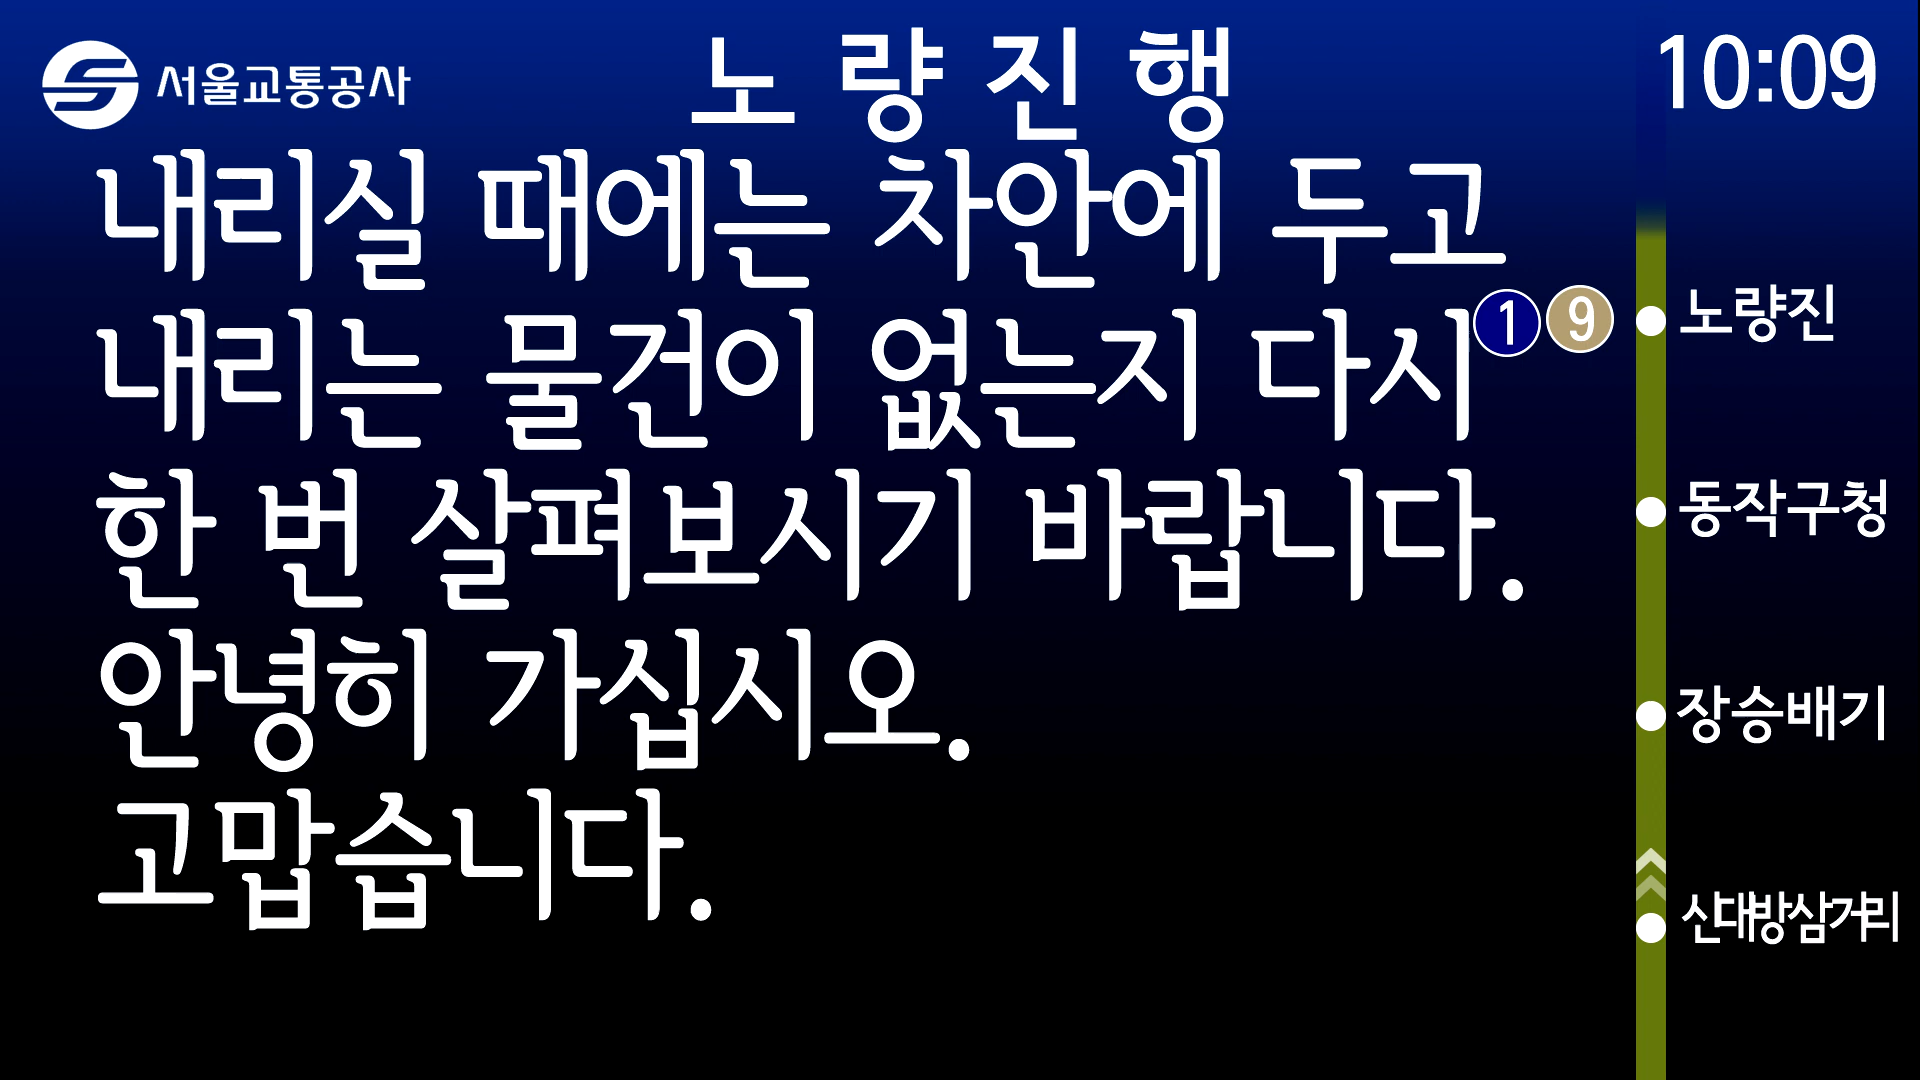 서울교통공사
노량진행
10:09
내리실 때에는 차안에 두고
내리는 물건이 없는지 다시
한 번 살펴보시기 바랍니다.
안녕히 가십시오.
고맙습니다.
1 9 노량진
동작구청
장승배기
신대방삼거리